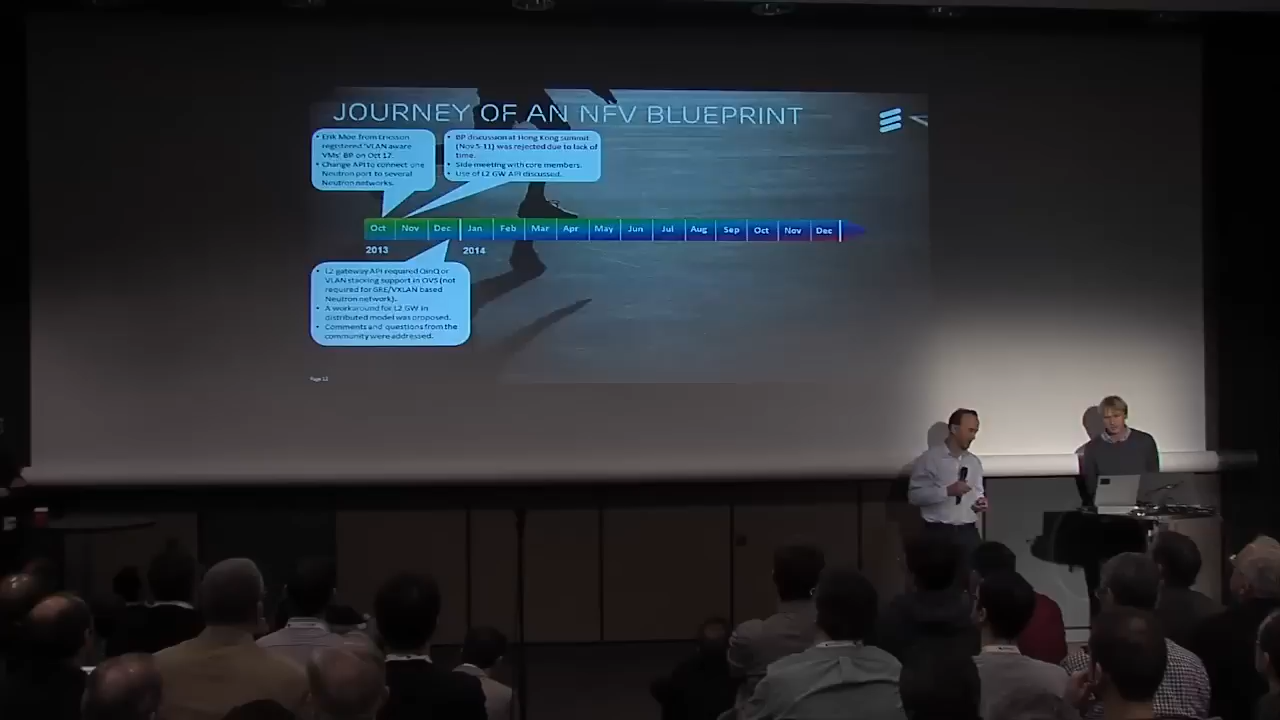 JOURNEY OF AN NFV BLUEPRINT
• Erik Moe from Ericsson
registered 'VLAN aware
VMs' BP on Oct 17.
• Change API to connect one
Neutron port to several
Neutron networks.
• BP discussion at Hong Kong summit
(Nov 5-11) was rejected due to lack of
time.
• Side meeting with core members.
• Use of L2 GW API discussed.
Oct Nov Dec Jan Feb Mar Apr May Jun Jul Aug Sep Oct Nov Dec
2013 2014
• L2 gateway API required QinQ or
VLAN stacking support in OVS (not
required for GRE/VXLAN based
Neutron network).
• A workaround for L2 GW in
distributed model was proposed.
• Comments and questions from the
community were addressed.
Page 12